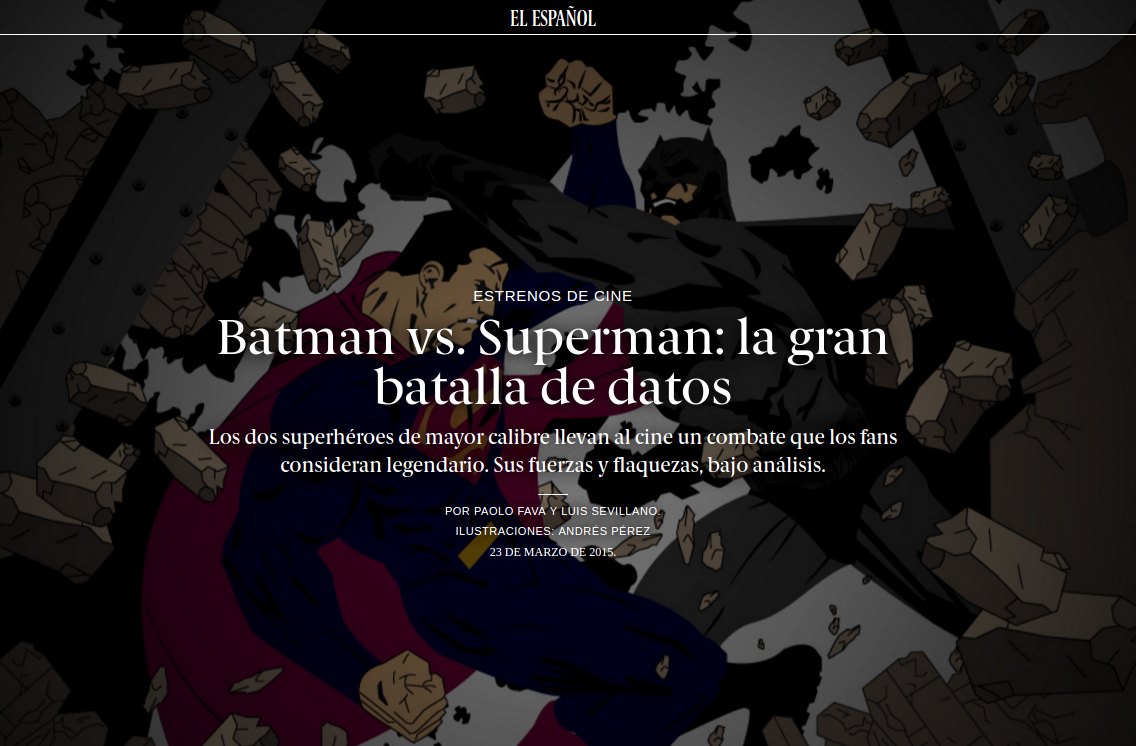 EL ESPAÑOL
ESTRENOS DE CINE
Batman vs. Superman: la gran
batalla de datos
Los dos superhéroes de mayor calibre llevan al cine un combate que los fans
consideran legendario. Sus fuerzas y flaquezas, bajo análisis.
POR PAOLO FAVA Y LUIS SEVILLANO.
ILUSTRACIONES: ANDRÉS PÉREZ
23 DE MARZO DE 2015.